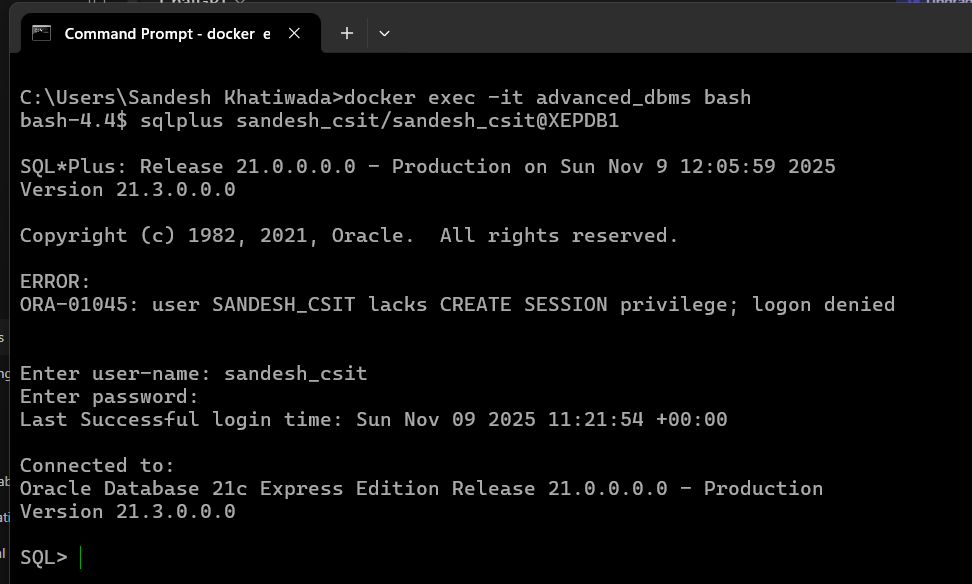 Command Prompt - docker e
C:\Users\Sandesh Khatiwada>docker exec -it advanced_dbms bash
bash-4.4$ sqlplus sandesh_csit/sandesh_csit@XEPDB1
SQL*Plus: Release 21.0.0.0.0 - Production on Sun Nov 9 12:05:59 2025
Version 21.3.0.0.0
Copyright (c) 1982, 2021, Oracle.  All rights reserved.
ERROR:
ORA-01045: user SANDESH_CSIT lacks CREATE SESSION privilege; logon denied
Enter user-name: sandesh_csit
Enter password:
Last Successful login time: Sun Nov 09 2025 11:21:54 +00:00
Connected to:
Oracle Database 21c Express Edition Release 21.0.0.0.0 - Production
Version 21.3.0.0.0
SQL>